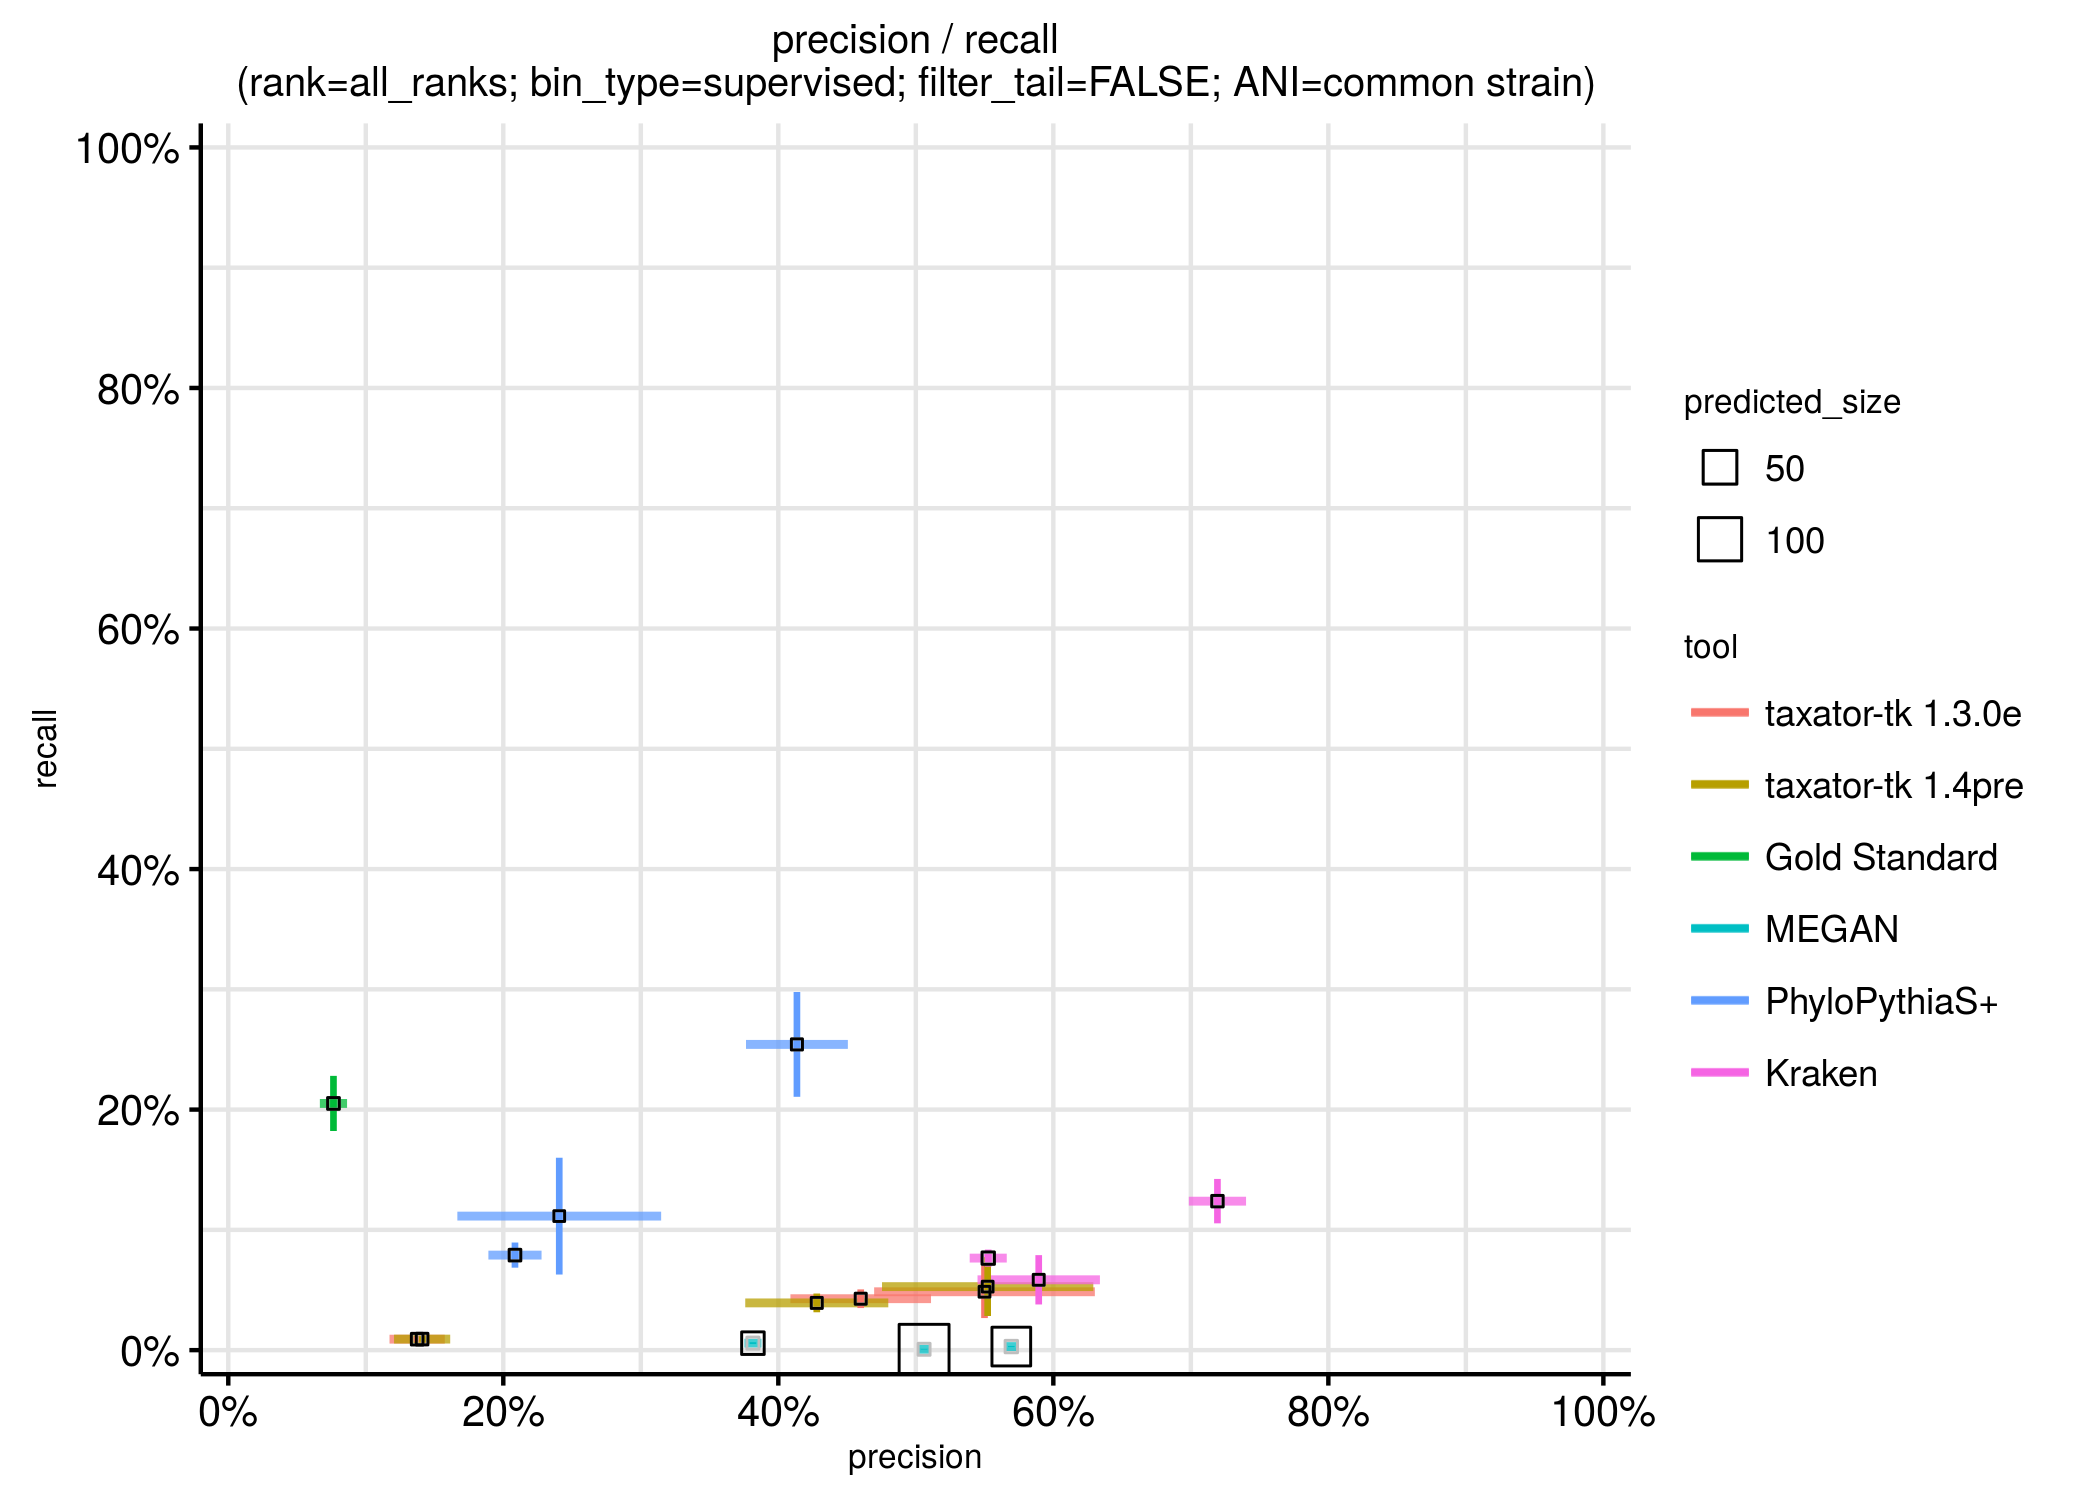 precision / recall
(rank=all_ranks; bin_type=supervised; filter_tail=FALSE; ANI=common strain)
100%
80%
60%
40%
20%
0%
recall
0%
20%
40%
60%
80%
100%
precision
predicted_size
50
100
tool
taxator-tk 1.3.0e
taxator-tk 1.4pre
Gold Standard
MEGAN
PhyloPythiaS+
Kraken